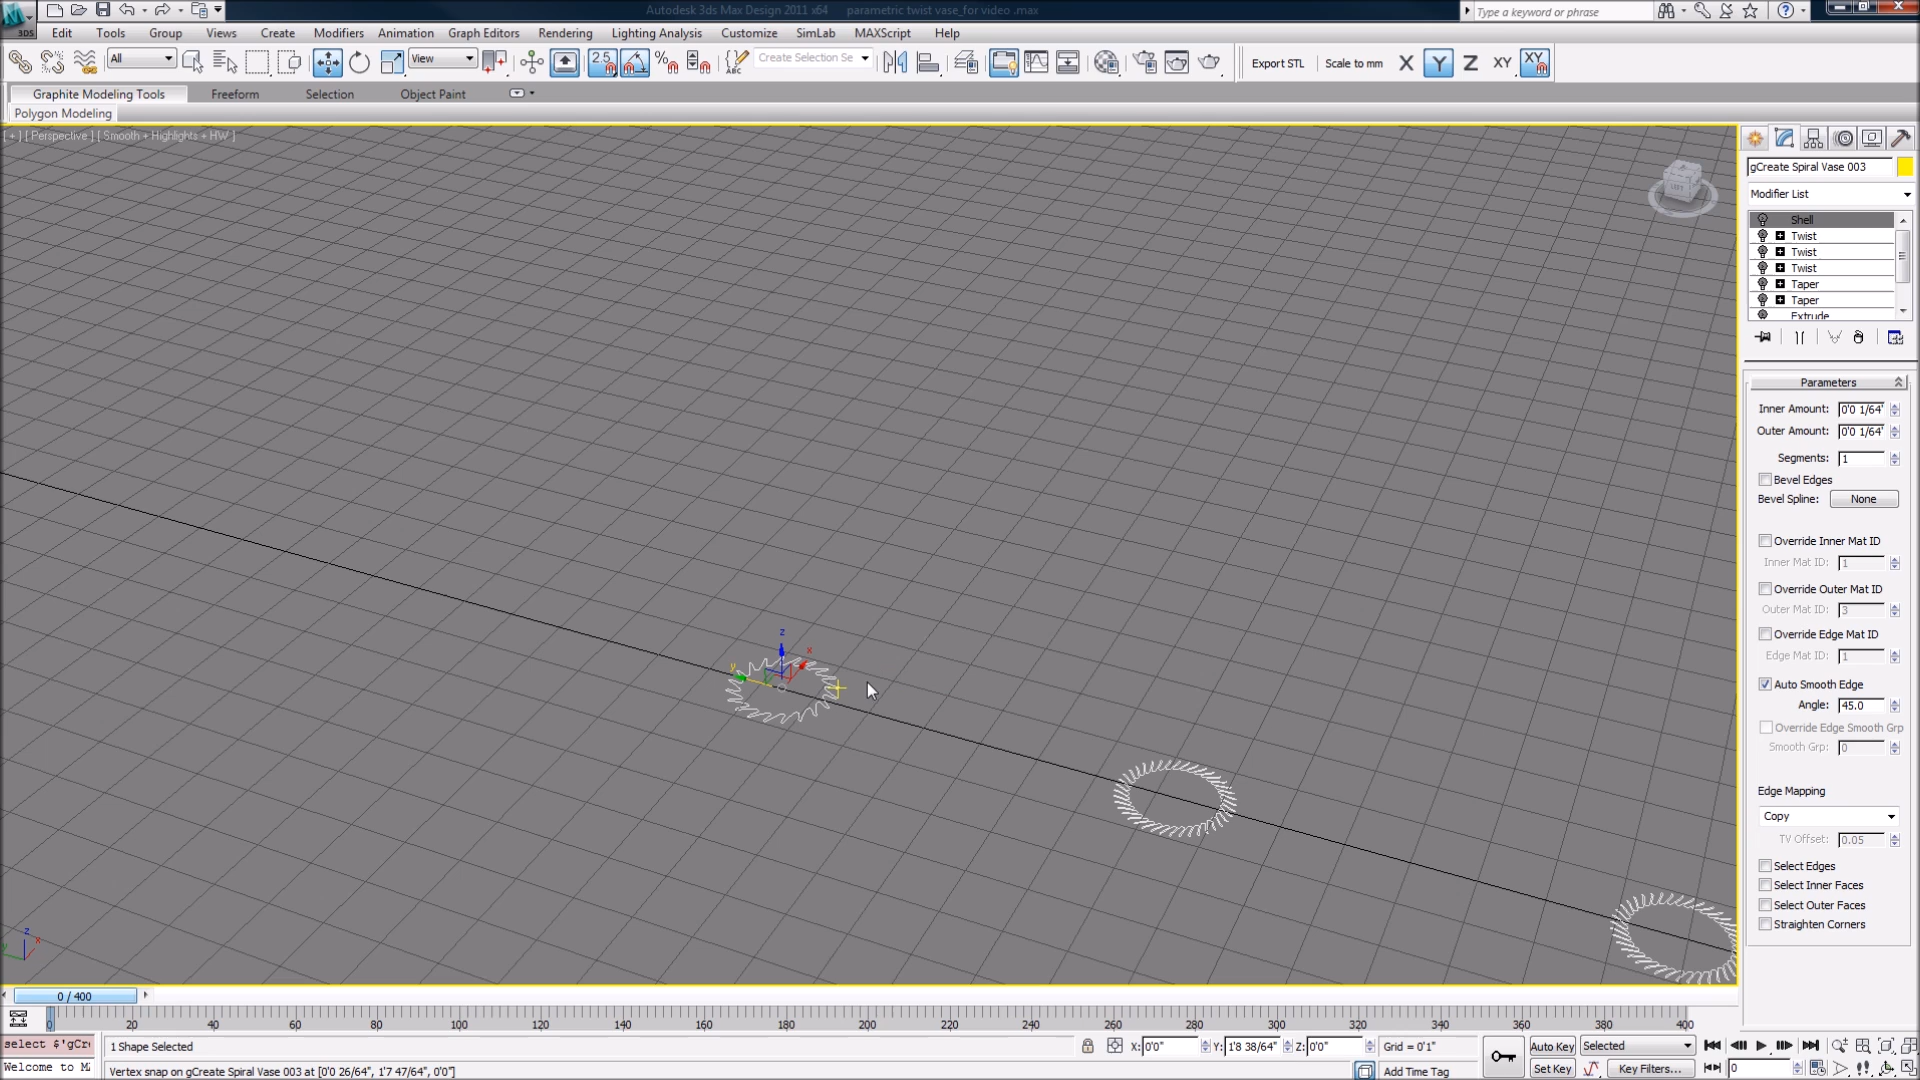 Autodesk 3ds Max Design 2011 x64 parametric twist vase_for video .max
Type a keyword or phrase
3DS
Edit Tools Group Views Create Modifiers Animation Graph Editors Rendering Lighting Analysis Customize SimLab MAXScript Help
All View 2.5 % ABC Create Selection Se Export STL Scale to mm X Y Z XY XY
Graphite Modeling Tools Freeform Selection Object Paint
Polygon Modeling
[ + ] [ Perspective ] [ Smooth + Highlights + HW ]
LEFT
gCreate Spiral Vase 003
Modifier List
Shell
Twist
Twist
Twist
Taper
Taper
Extrude
Parameters
Inner Amount: 0'0 1/64"
Outer Amount: 0'0 1/64"
Segments: 1
Bevel Edges
Bevel Spline: None
Override Inner Mat ID
Inner Mat ID: 1
Override Outer Mat ID
Outer Mat ID: 3
Override Edge Mat ID
Edge Mat ID: 1
Auto Smooth Edge
Angle: 45.0
Override Edge Smooth Grp
Smooth Grp: 0
Edge Mapping
Copy
TV Offset: 0.05
Select Edges
Select Inner Faces
Select Outer Faces
Straighten Corners
z
x
y
z
x
y
0 / 400
0 20 40 60 80 100 120 140 160 180 200 220 240 260 280 300 320 340 360 380 400
select $'gCr
1 Shape Selected
X: 0'0" Y: 1'8 38/64" Z: 0'0" Grid = 0'1"
Auto Key Selected
Welcome to M
Vertex snap on gCreate Spiral Vase 003 at [0'0 26/64", 1'7 47/64", 0'0"]
Add Time Tag
Set Key Key Filters... 0